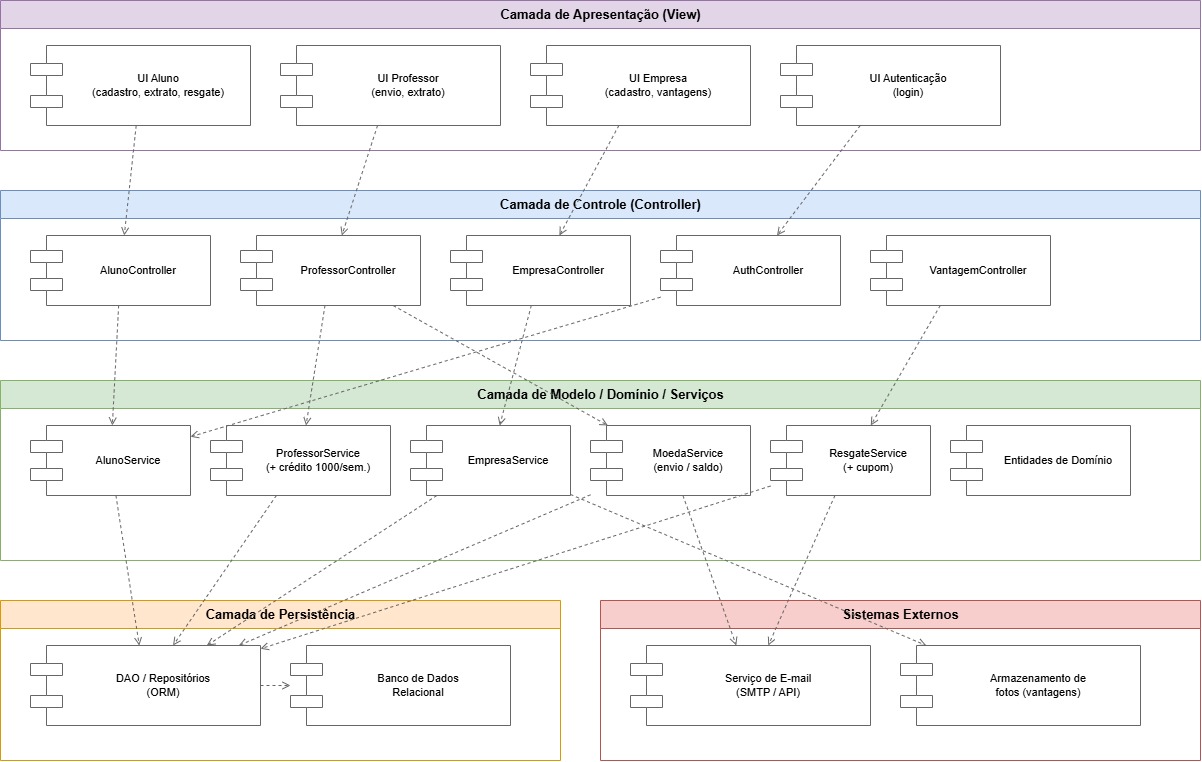 Camada de Apresentação (View)
UI Aluno
(cadastro, extrato, resgate)
UI Professor
(envio, extrato)
UI Empresa
(cadastro, vantagens)
UI Autenticação
(login)
Camada de Controle (Controller)
AlunoController
ProfessorController
EmpresaController
AuthController
VantagemController
Camada de Modelo / Domínio / Serviços
AlunoService
ProfessorService
(+ crédito 1000/sem.)
EmpresaService
MoedaService
(envio / saldo)
ResgateService
(+ cupom)
Entidades de Domínio
Camada de Persistência
DAO / Repositórios
(ORM)
Banco de Dados
Relacional
Sistemas Externos
Serviço de E-mail
(SMTP / API)
Armazenamento de
fotos (vantagens)